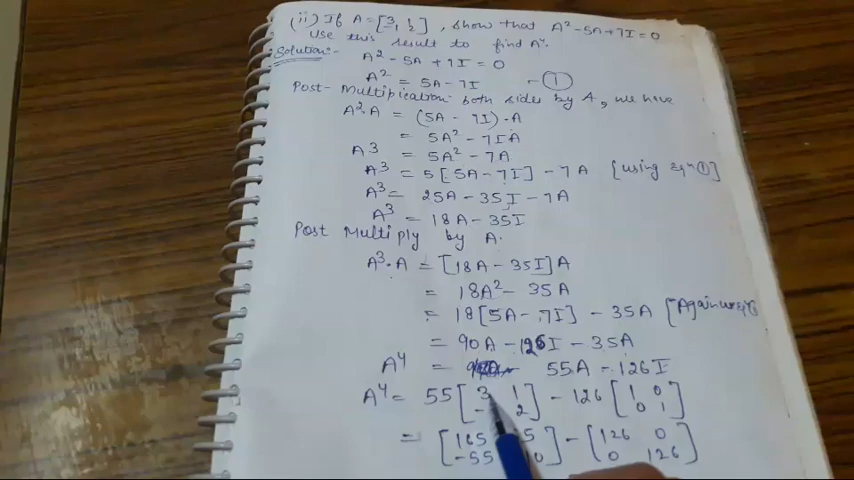 (ii) If A = [3 1 -1 2], show that A² - 5A + 7I = 0
Use this result to find A⁴.
Solution:-
A² - 5A + 7I = 0
A² = 5A - 7I - ①
Post-Multiplication both sides by A, we have
A²·A = (5A - 7I)·A
= 5A² - 7IA
A³ = 5A² - 7A
A³ = 5[5A - 7I] - 7A [using eqn ①]
A³ = 25A - 35I - 7A
A³ = 18A - 35I
Post Multiply by A.
A³·A = [18A - 35I]A
= 18A² - 35A
= 18[5A - 7I] - 35A [Again
= 90A - 126I - 35A
A⁴ = 55A - 126I
A⁴ = 55 [3 1
- 2] - 126 [1 0
0 1]
= [165 5
-55 0] - [126 0
0 126]